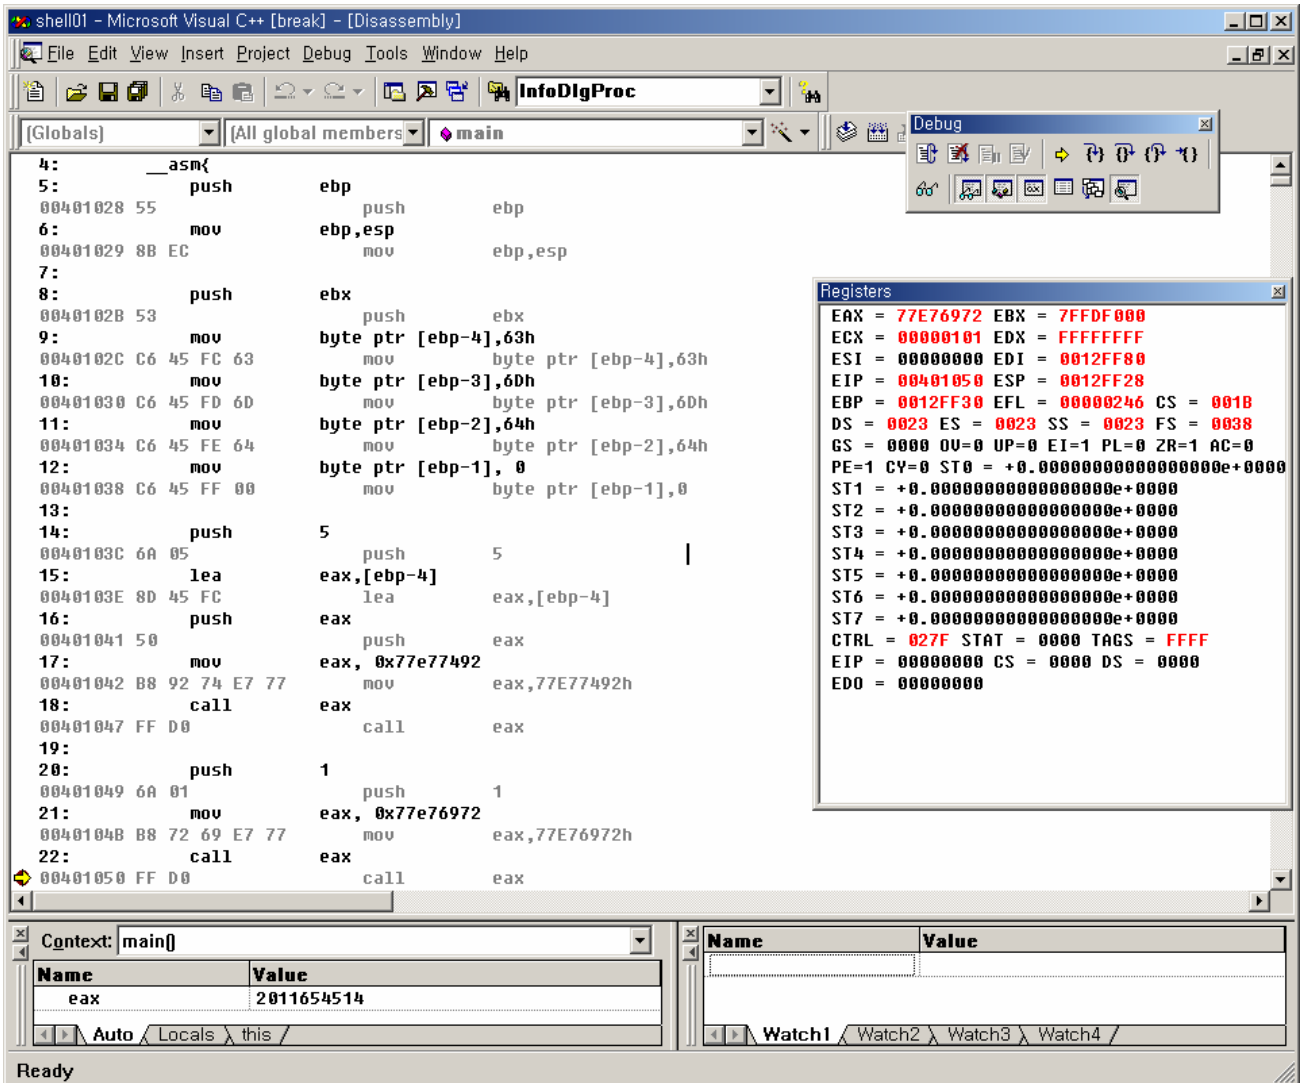 shell01 - Microsoft Visual C++ [break] - [Disassembly]
File Edit View Insert Project Debug Tools Window Help
InfoDlgProc
(Globals) (All global members main
Debug
4: __asm{
5: push ebp
00401028 55 push ebp
6: mov ebp,esp
00401029 8B EC mov ebp,esp
7:
8: push ebx
0040102B 53 push ebx
9: mov byte ptr [ebp-4],63h
0040102C C6 45 FC 63 mov byte ptr [ebp-4],63h
10: mov byte ptr [ebp-3],6Dh
00401030 C6 45 FD 6D mov byte ptr [ebp-3],6Dh
11: mov byte ptr [ebp-2],64h
00401034 C6 45 FE 64 mov byte ptr [ebp-2],64h
12: mov byte ptr [ebp-1], 0
00401038 C6 45 FF 00 mov byte ptr [ebp-1],0
13:
14: push 5
0040103C 6A 05 push 5
15: lea eax,[ebp-4]
0040103E 8D 45 FC lea eax,[ebp-4]
16: push eax
00401041 50 push eax
17: mov eax, 0x77e77492
00401042 B8 92 74 E7 77 mov eax,77E77492h
18: call eax
00401047 FF D0 call eax
19:
20: push 1
00401049 6A 01 push 1
21: mov eax, 0x77e76972
0040104B B8 72 69 E7 77 mov eax,77E76972h
22: call eax
00401050 FF D0 call eax
Registers
EAX = 77E76972 EBX = 7FFDF000
ECX = 00000101 EDX = FFFFFFFF
ESI = 00000000 EDI = 0012FF80
EIP = 00401050 ESP = 0012FF28
EBP = 0012FF30 EFL = 00000246 CS = 001B
DS = 0023 ES = 0023 SS = 0023 FS = 0038
GS = 0000 OV=0 UP=0 EI=1 PL=0 ZR=1 AC=0
PE=1 CY=0 ST0 = +0.00000000000000000e+0000
ST1 = +0.00000000000000000e+0000
ST2 = +0.00000000000000000e+0000
ST3 = +0.00000000000000000e+0000
ST4 = +0.00000000000000000e+0000
ST5 = +0.00000000000000000e+0000
ST6 = +0.00000000000000000e+0000
ST7 = +0.00000000000000000e+0000
CTRL = 027F STAT = 0000 TAGS = FFFF
EIP = 00000000 CS = 0000 DS = 0000
EDO = 00000000
Context: main()
Name Value
eax 2011654514
Auto Locals this
Name Value
Watch1 Watch2 Watch3 Watch4
Ready